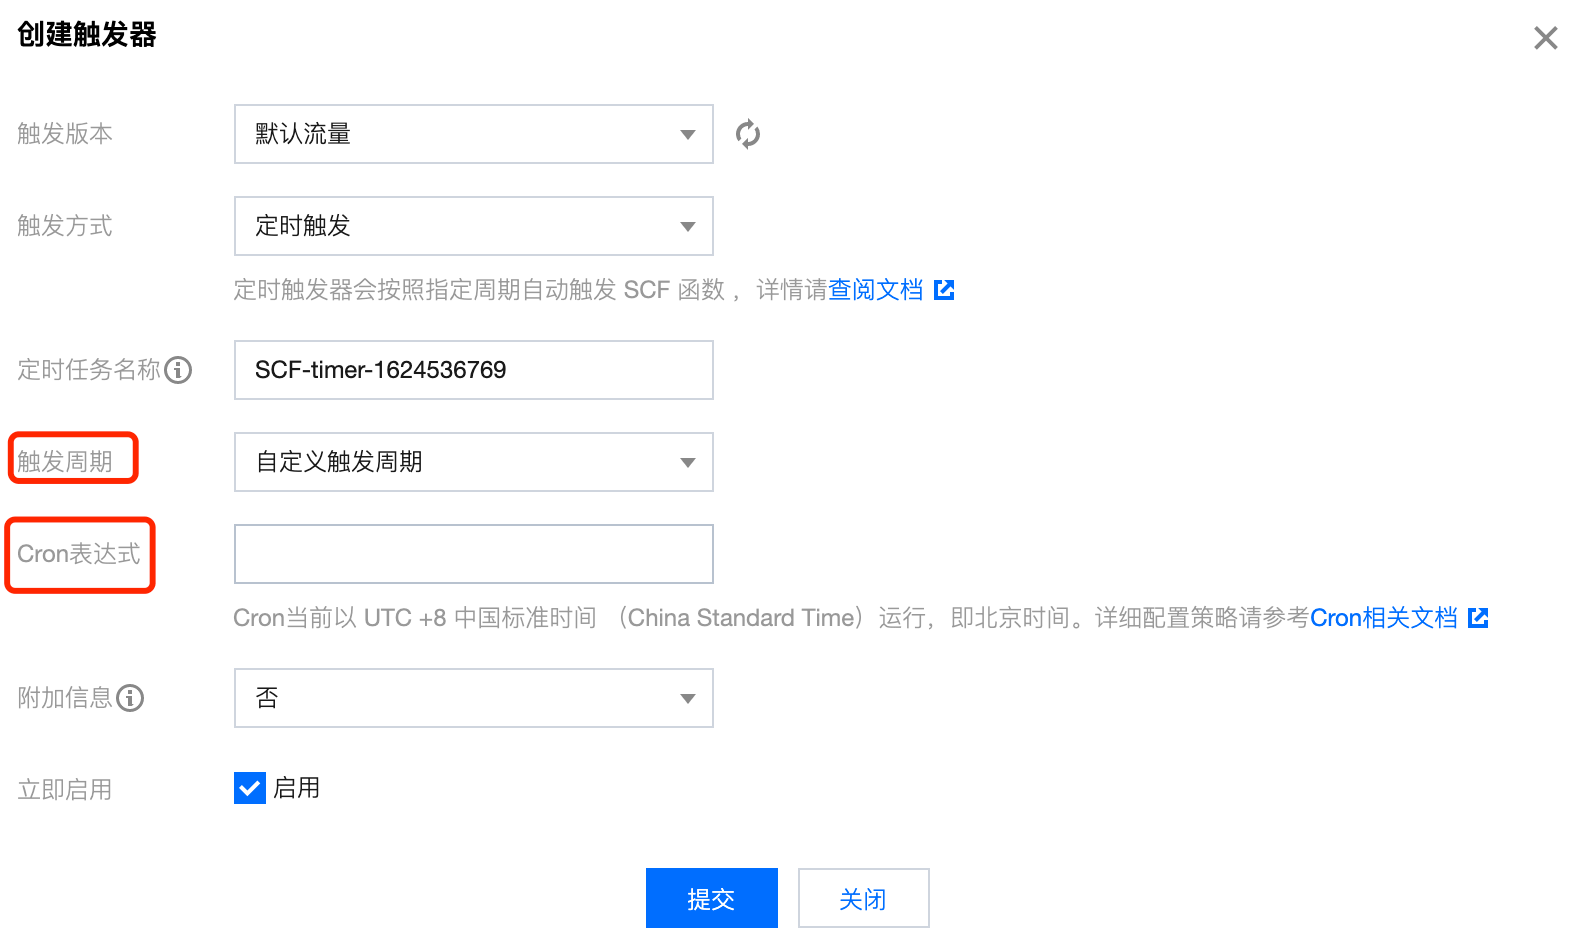 创建触发器
触发版本 默认流量
触发方式 定时触发
定时触发器会按照指定周期自动触发 SCF 函数 ，详情请查阅文档
定时任务名称 SCF-timer-1624536769
触发周期 自定义触发周期
Cron表达式
Cron当前以 UTC +8 中国标准时间 （China Standard Time）运行，即北京时间。详细配置策略请参考Cron相关文档
附加信息 否
立即启用 启用
提交 关闭